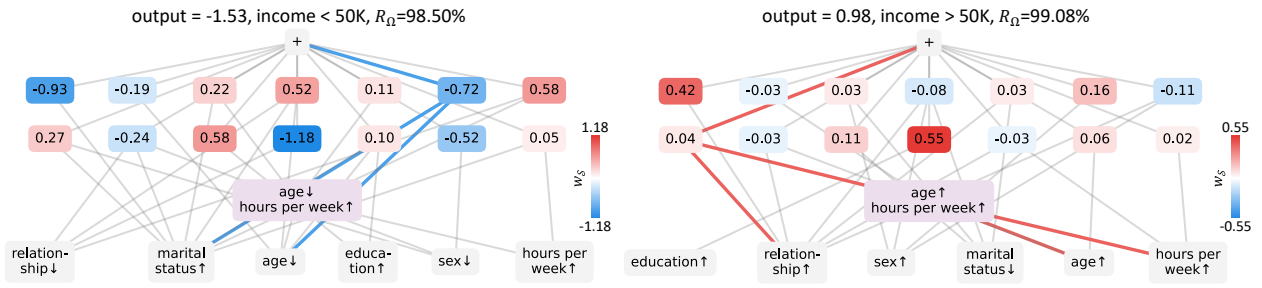 output = -1.53, income < 50K, R_Ω=98.50%
+
-0.93 -0.19 0.22 0.52 0.11 -0.72 0.58
0.27 -0.24 0.58 -1.18 0.10 -0.52 0.05
1.18
w_S
-1.18
age↓
hours per week↑
relation-
ship↓
marital
status↑
age↓
educa-
tion↑
sex↓
hours per
week↑
output = 0.98, income > 50K, R_Ω=99.08%
+
0.42 -0.03 0.03 -0.08 0.03 0.16 -0.11
0.04 -0.03 0.11 0.55 -0.03 0.06 0.02
0.55
w_S
-0.55
age↑
hours per week↑
education↑
relation-
ship↑
sex↑
marital
status↓
age↑
hours per
week↑